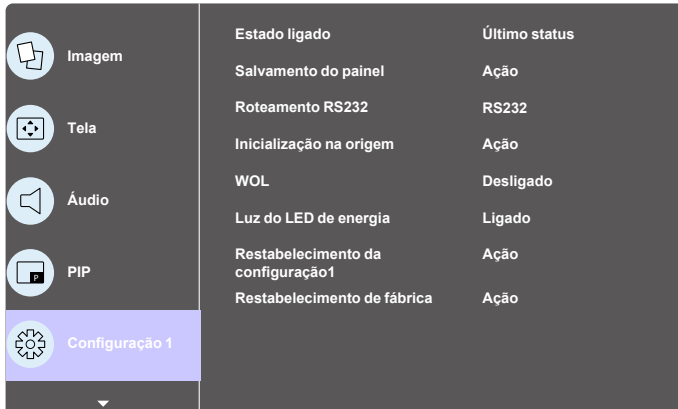 Imagem
Tela
Áudio
PIP
P
Configuração 1
Estado ligado Último status
Salvamento do painel Ação
Roteamento RS232 RS232
Inicialização na origem Ação
WOL Desligado
Luz do LED de energia Ligado
Restabelecimento da Ação
configuração1
Restabelecimento de fábrica Ação